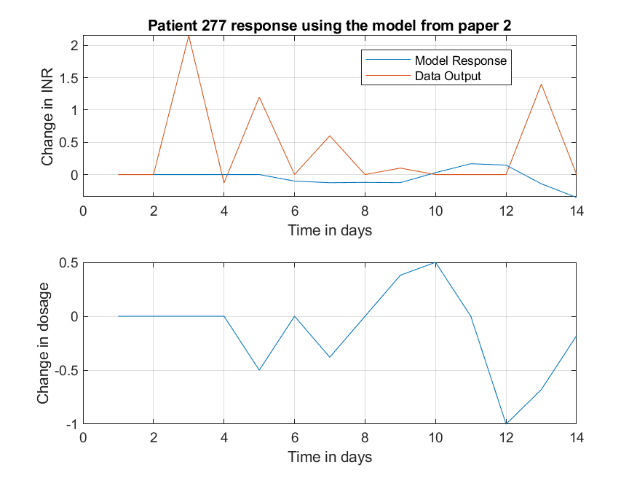 Patient 277 response using the model from paper 2
Change in INR
2
1.5
1
0.5
0
Model Response
Data Output
0 2 4 6 8 10 12 14
Time in days
Change in dosage
0.5
0
-0.5
-1
0 2 4 6 8 10 12 14
Time in days